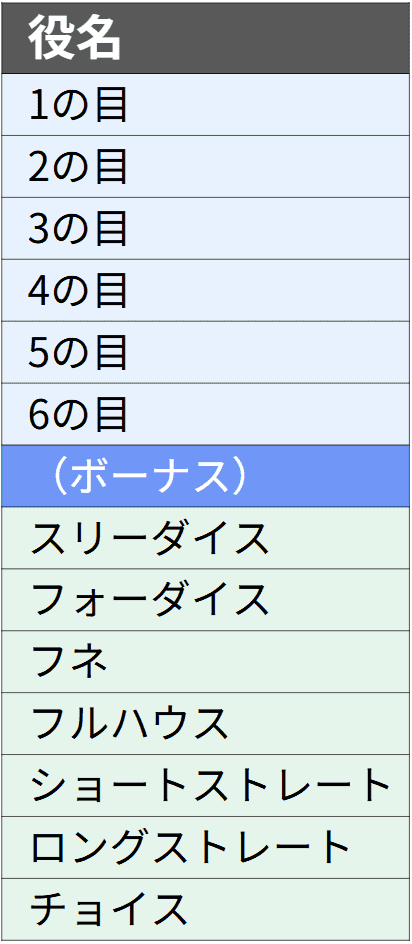 役名
1の目
2の目
3の目
4の目
5の目
6の目
（ボーナス）
スリーダイス
フォーダイス
フネ
フルハウス
ショートストレート
ロングストレート
チョイス